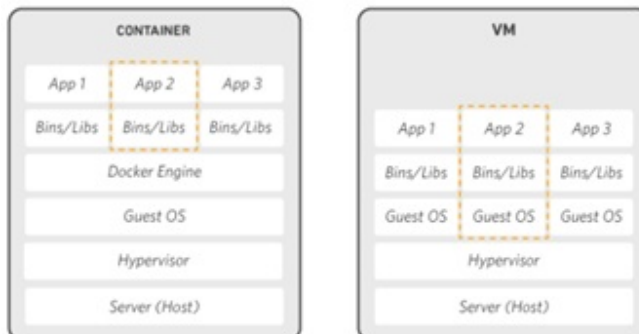 CONTAINER
App 1 App 2 App 3
Bins/Libs Bins/Libs Bins/Libs
Docker Engine
Guest OS
Hypervisor
Server (Host)
VM
App 1 App 2 App 3
Bins/Libs Bins/Libs Bins/Libs
Guest OS Guest OS Guest OS
Hypervisor
Server (Host)